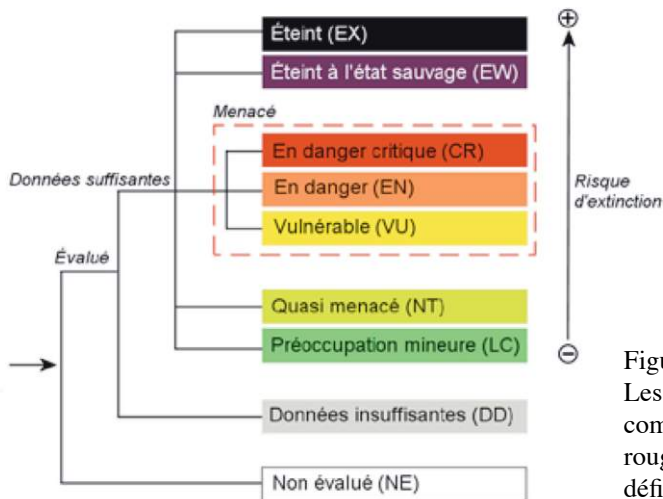 Éteint (EX)
Éteint à l'état sauvage (EW)
Menacé
En danger critique (CR)
Données suffisantes
En danger (EN)
Risque
d'extinction
Vulnérable (VU)
Évalué
Quasi menacé (NT)
Préoccupation mineure (LC)
Données insuffisantes (DD)
Non évalué (NE)
Les